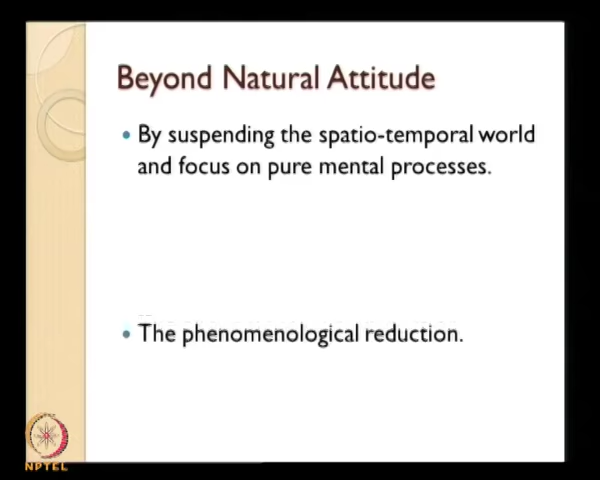 Beyond Natural Attitude
• By suspending the spatio-temporal world
and focus on pure mental processes.
• The phenomenological reduction.
NPTEL